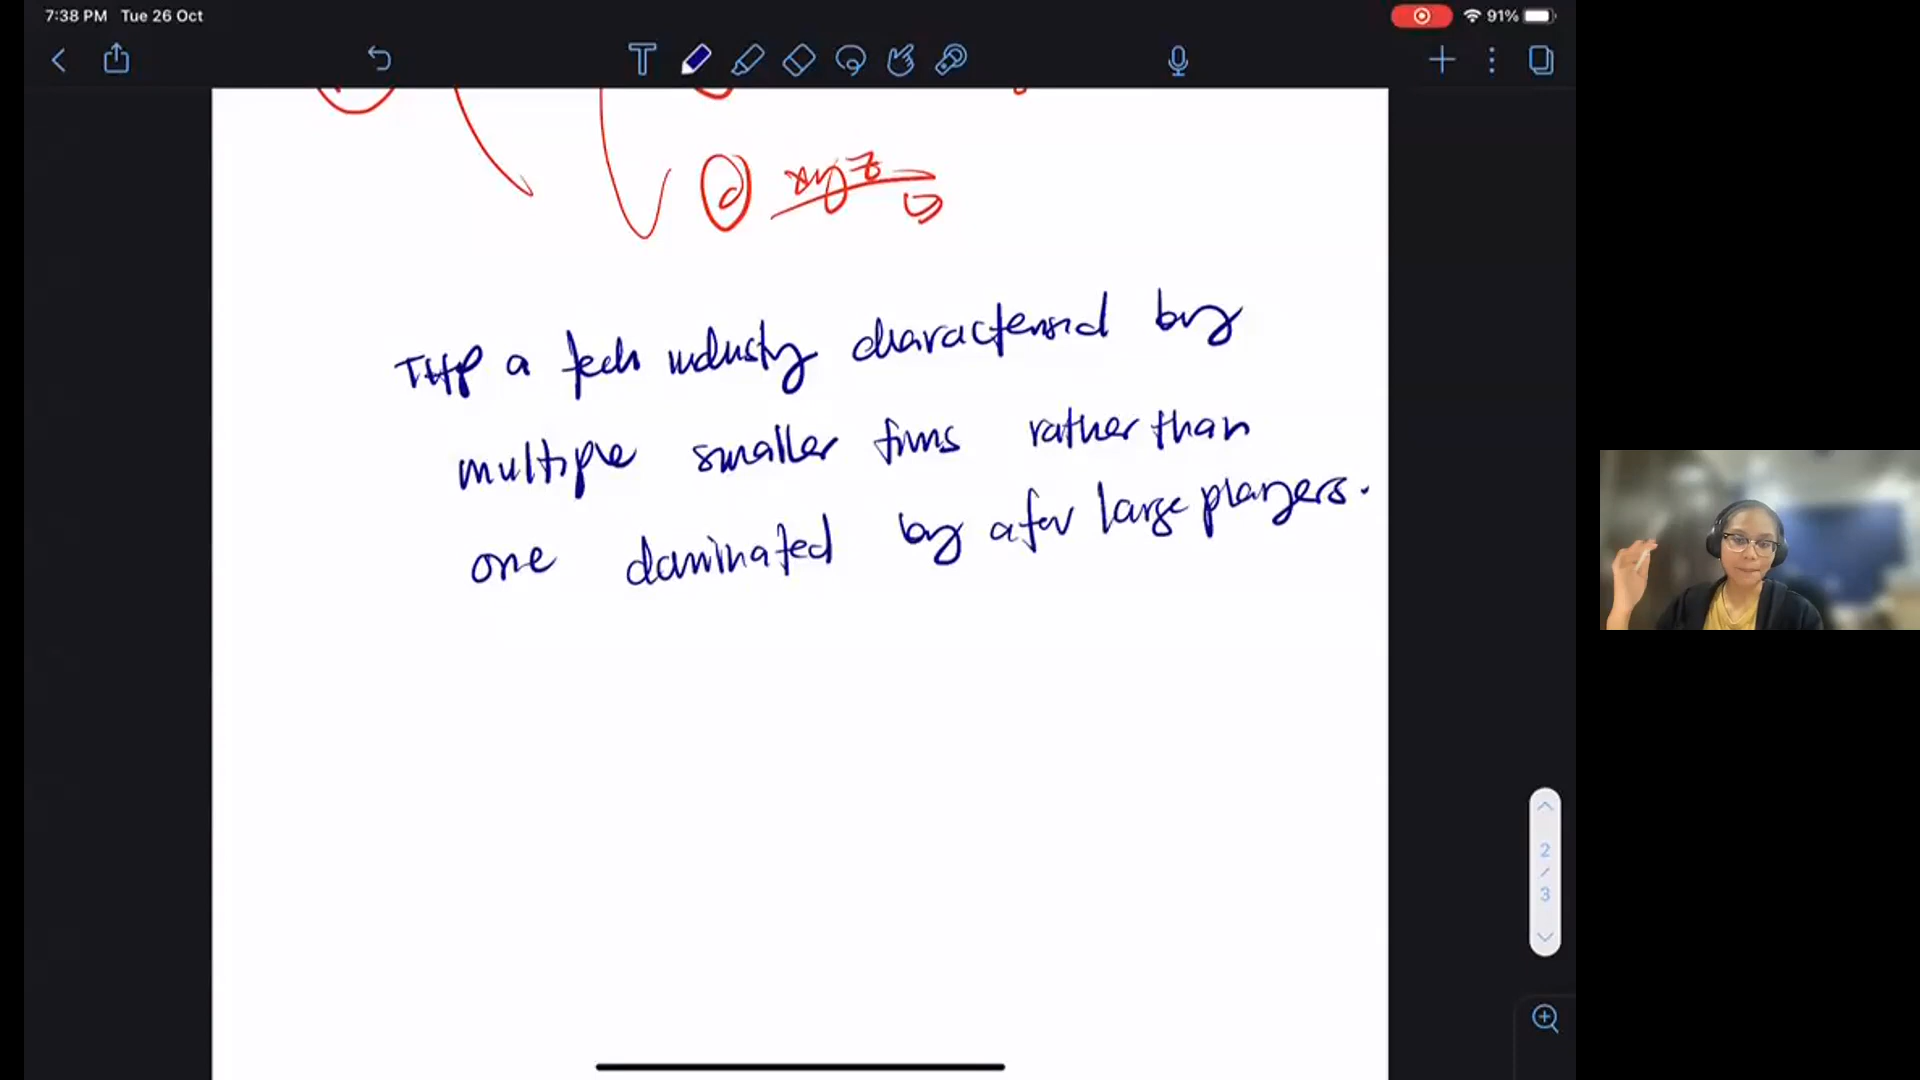 7:38 PM Tue 26 Oct
91%
d xyz
THP a tech industry characterised by
multiple smaller firms rather than
one dominated by a few large players.
2
/
3